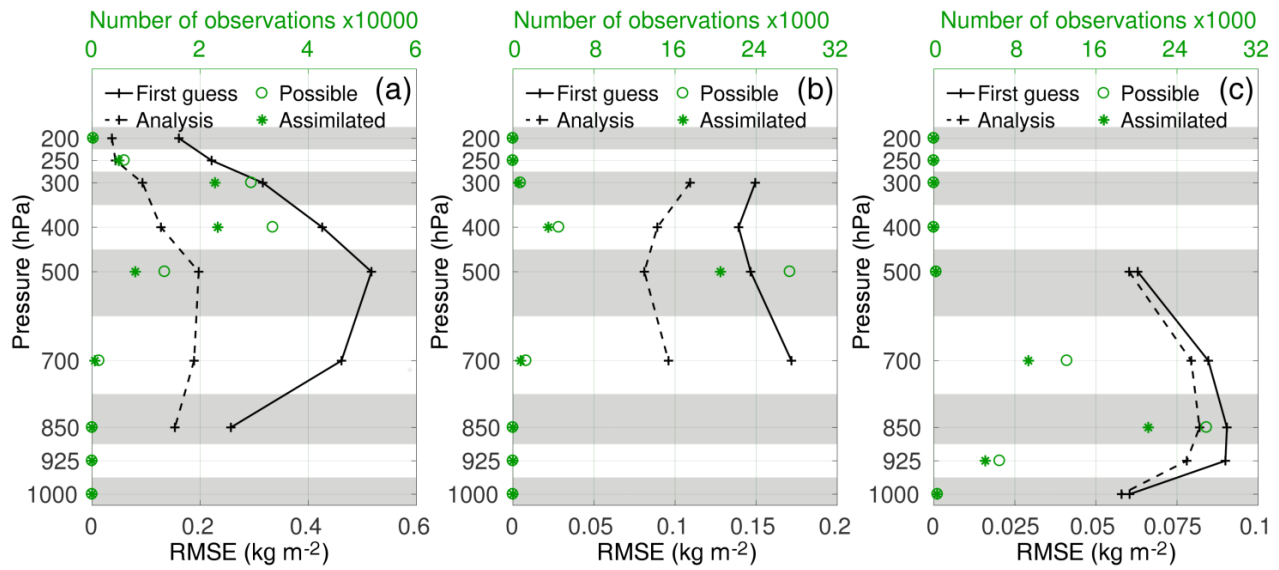 Number of observations x10000
0 2 4 6
First guess Possible (a)
Analysis Assimilated
Pressure (hPa)
200
250
300
400
500
700
850
925
1000
0 0.2 0.4 0.6
RMSE (kg m⁻²)
Number of observations x1000
0 8 16 24 32
First guess Possible (b)
Analysis Assimilated
Pressure (hPa)
200
250
300
400
500
700
850
925
1000
0 0.05 0.1 0.15 0.2
RMSE (kg m⁻²)
Number of observations x1000
0 9 18 26 32
First guess Possible (c)
Analysis Assimilated
Pressure (hPa)
200
250
300
400
500
700
850
925
1000
0 0.025 0.05 0.075 0.1
RMSE (kg m⁻²)